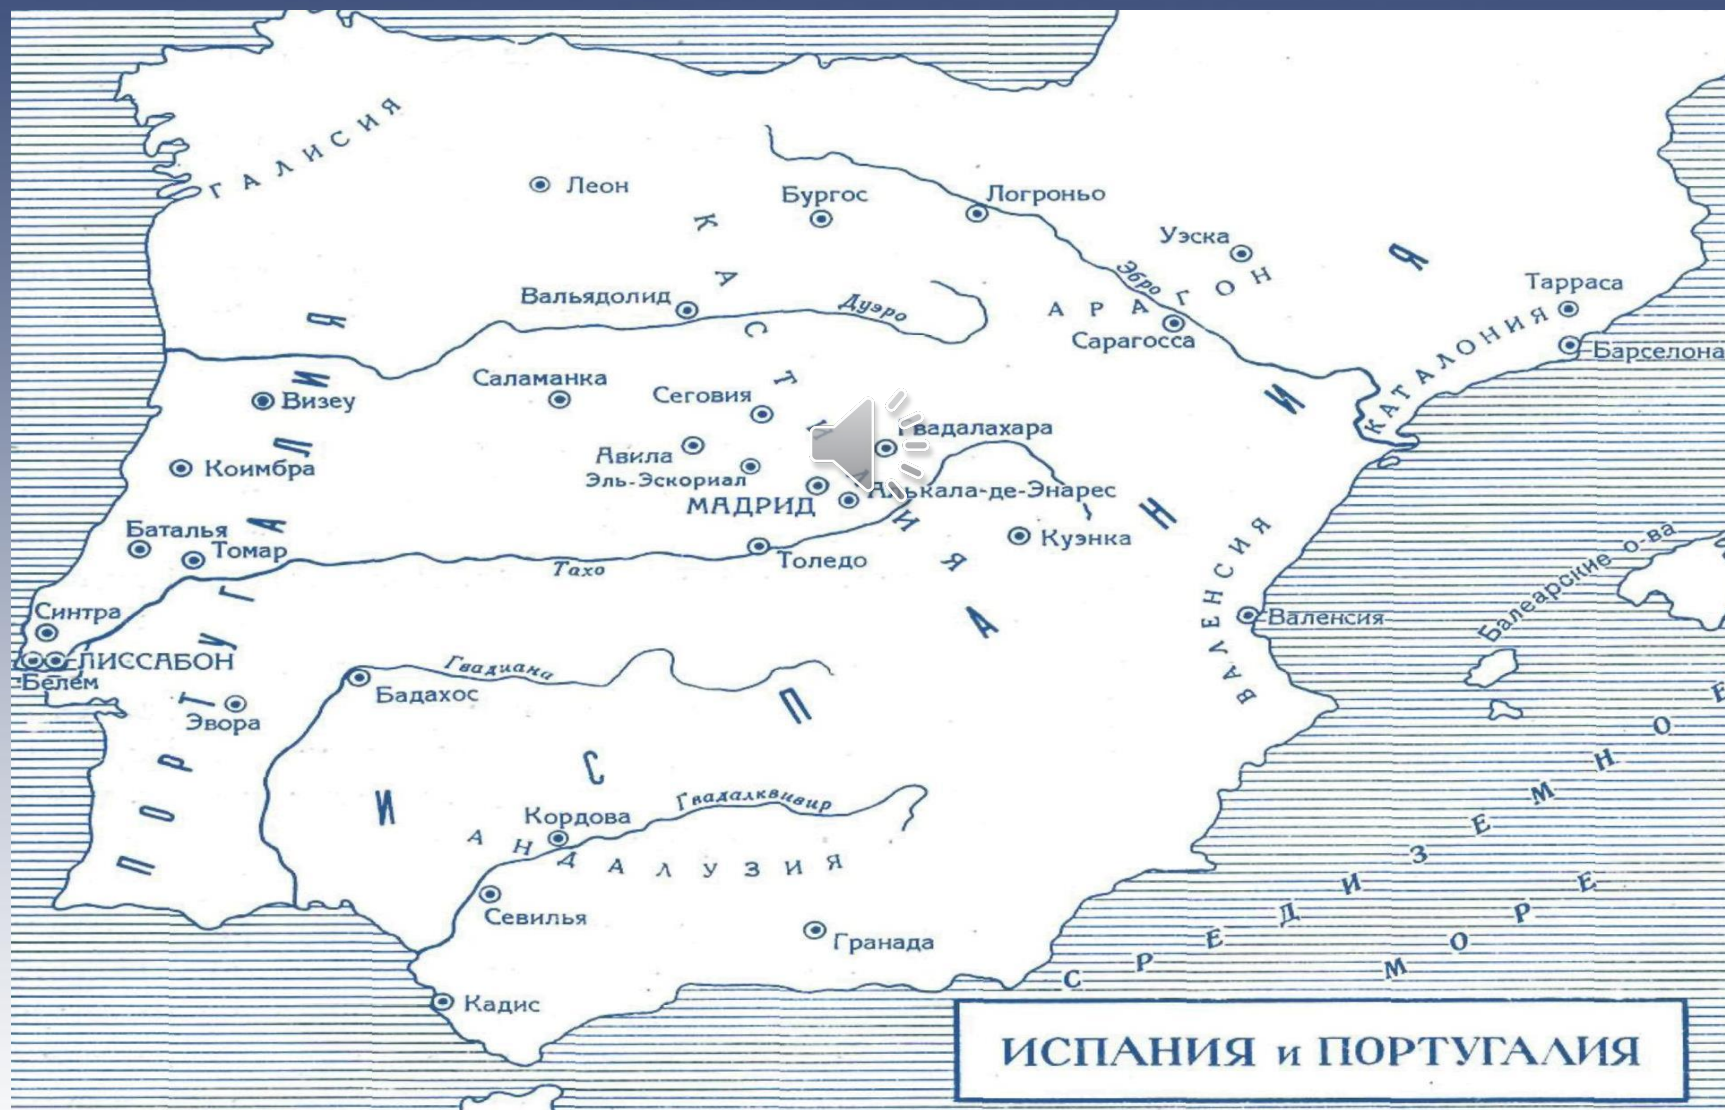 ГАЛИСИЯ
Леон
Бургос
Логроньо
Уэска
Эбро
АРАГОН
Тарраса
КАТАЛОНИЯ
Барселона
Вальядолид
Дуэро
Сарагосса
КАСТИЛИЯ
Саламанка
Сеговия
Визеу
Гвадалахара
Авила
Коимбра
Эль-Эскориал
Алькала-де-Энарес
МАДРИД
Баталья
Томар
Куэнка
Толедо
Тахо
Синтра
ЛИССАБОН
Белем
Эвора
ПОРТУГАЛИЯ
ИСПАНИЯ
ВАЛЕНСИЯ
Валенсия
Балеарские о-ва
Гвадиана
Бадахос
Гвадалквивир
Кордова
АНДАЛУЗИЯ
Севилья
Гранада
Кадис
СРЕДИЗЕМНОЕ
МОРЕ
ИСПАНИЯ и ПОРТУГАЛИЯ